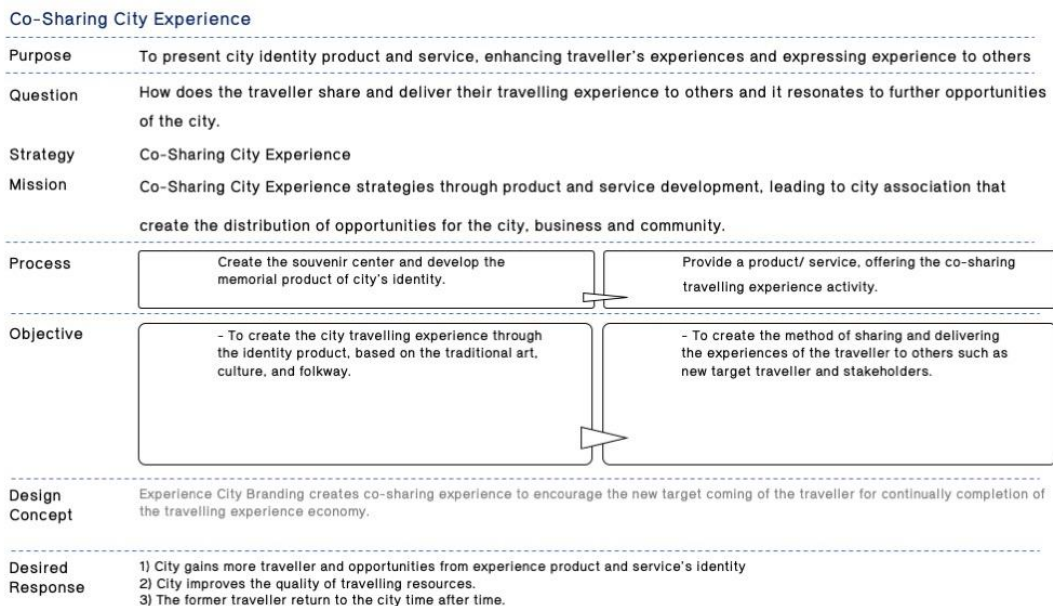 Co-Sharing City Experience
Purpose To present city identity product and service, enhancing traveller's experiences and expressing experience to others
Question How does the traveller share and deliver their travelling experience to others and it resonates to further opportunities
of the city.
Strategy Co-Sharing City Experience
Mission Co-Sharing City Experience strategies through product and service development, leading to city association that
create the distribution of opportunities for the city, business and community.
Process
Create the souvenir center and develop the
memorial product of city's identity.
Provide a product/ service, offering the co-sharing
travelling experience activity.
Objective
- To create the city travelling experience through
the identity product, based on the traditional art,
culture, and folkway.
- To create the method of sharing and delivering
the experiences of the traveller to others such as
new target traveller and stakeholders.
Design
Concept
Experience City Branding creates co-sharing experience to encourage the new target coming of the traveller for continually completion of
the travelling experience economy.
Desired
Response
1) City gains more traveller and opportunities from experience product and service's identity
2) City improves the quality of travelling resources.
3) The former traveller return to the city time after time.